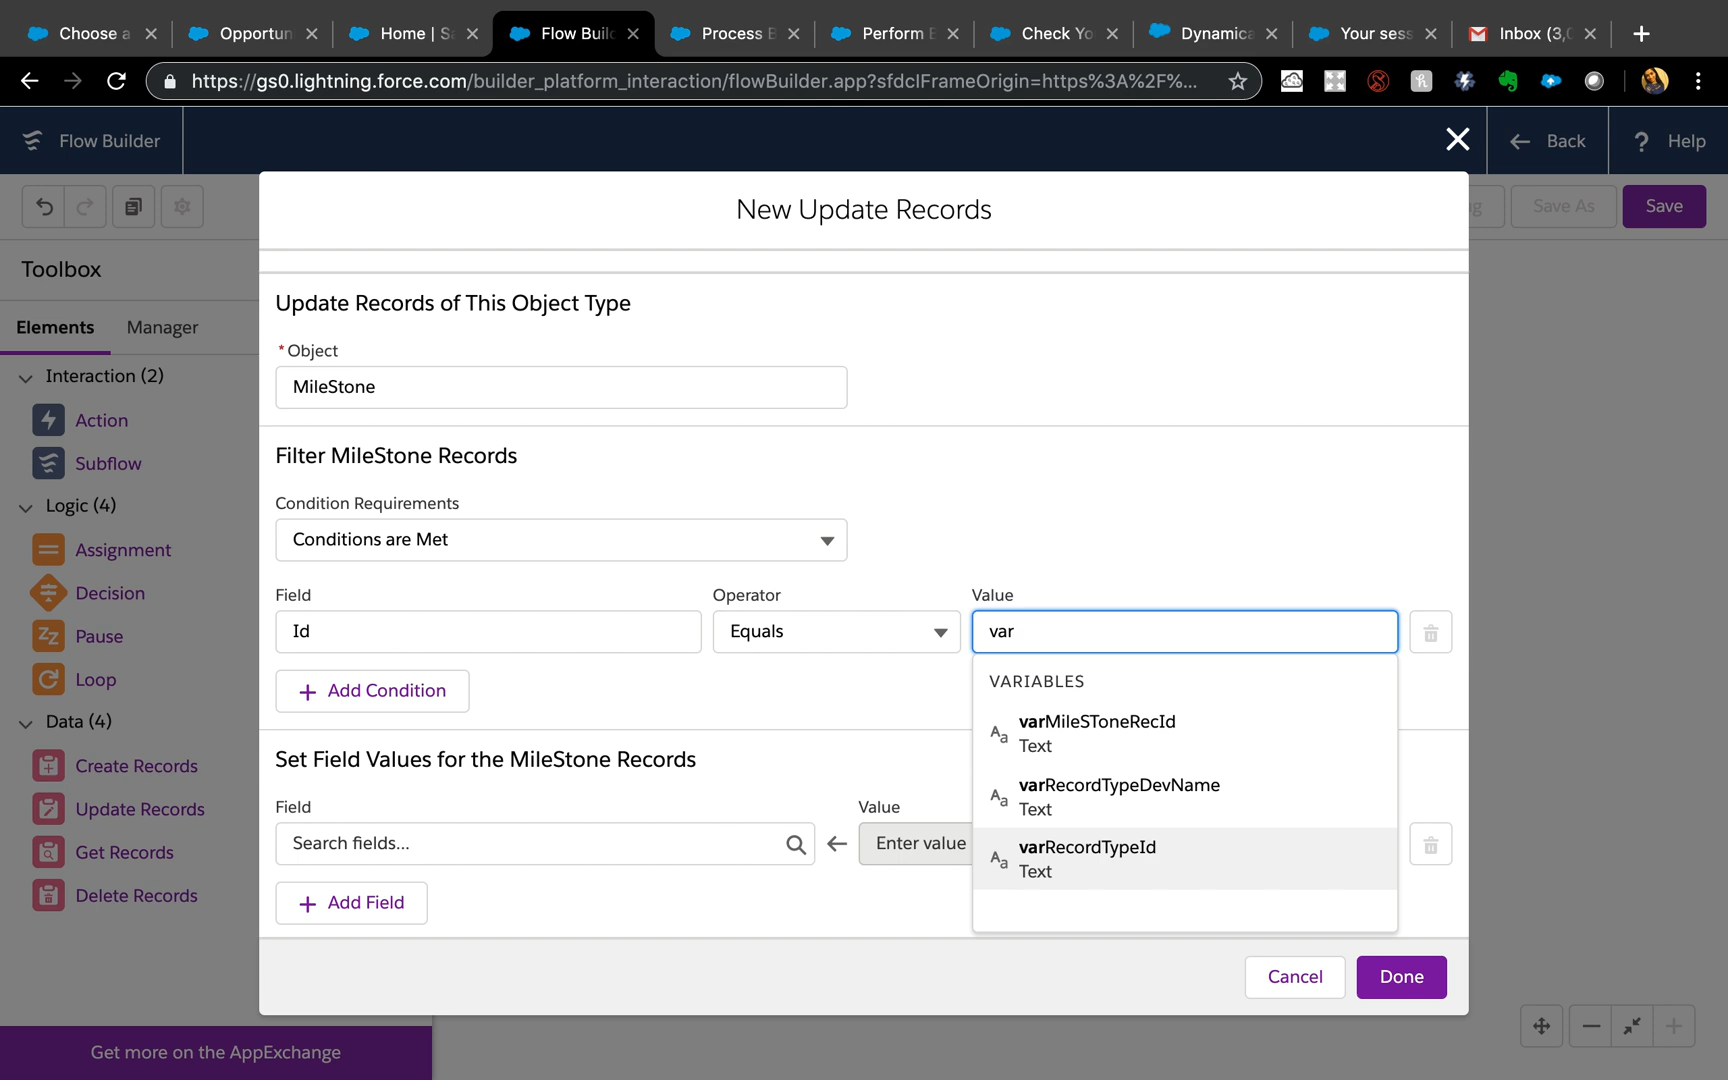 Choose a
Opportun
Home | S
Flow Buil
Process B
Perform
Check Yo
Dynamica
Your sess
Inbox (3,0
https://gs0.lightning.force.com/builder_platform_interaction/flowBuilder.app?sfdcIFrameOrigin=https%3A%2F%...
Flow Builder
Back
? Help
New Update Records
Save As
Save
Toolbox
Elements
Manager
Interaction (2)
Action
Subflow
Logic (4)
Assignment
Decision
Pause
Loop
Data (4)
Create Records
Update Records
Get Records
Delete Records
Get more on the AppExchange
Update Records of This Object Type
*Object
MileStone
Filter MileStone Records
Condition Requirements
Conditions are Met
Field
Operator
Value
Id
Equals
var
+ Add Condition
VARIABLES
varMileSToneRecId
Text
varRecordTypeDevName
Text
varRecordTypeId
Text
Set Field Values for the MileStone Records
Field
Value
Search fields...
Enter value
+ Add Field
Cancel
Done